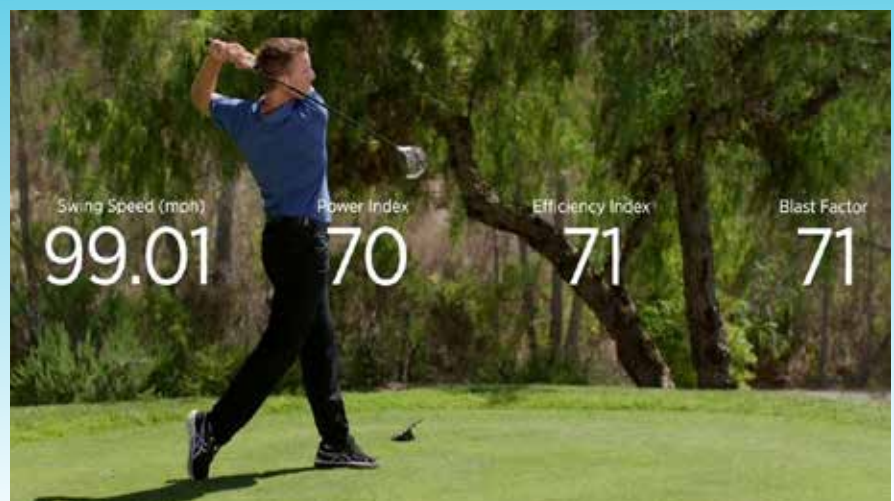 Swing Speed (mph) Power Index Efficiency Index Blast Factor
99.01 70 71 71